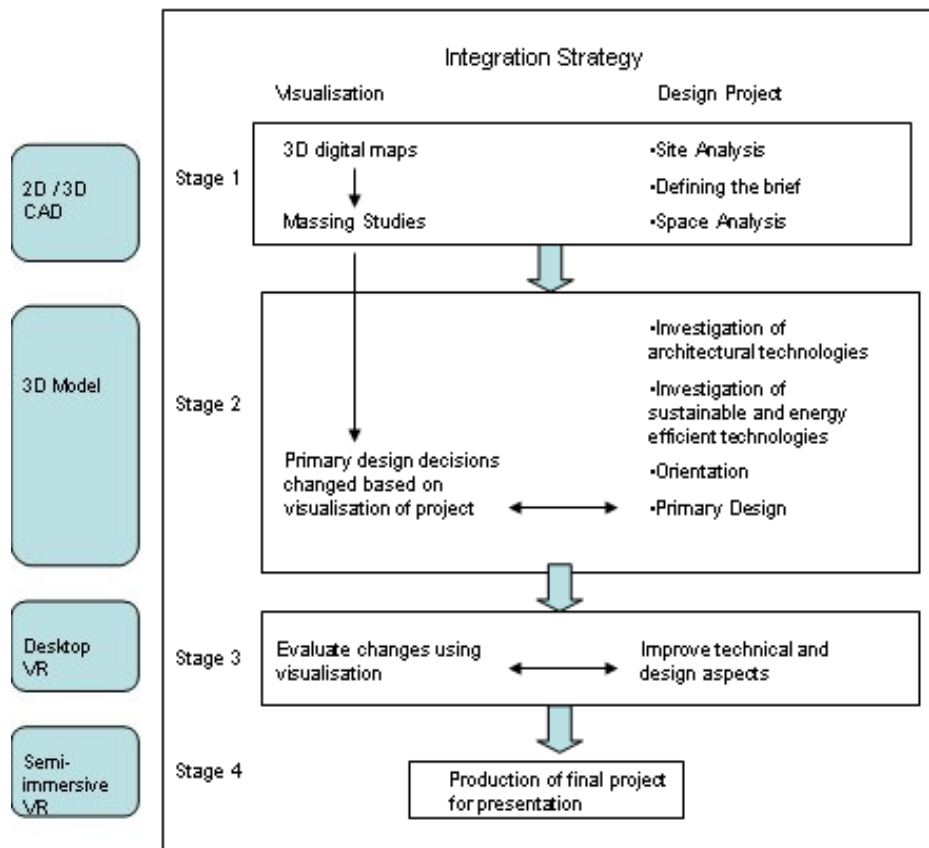 Integration Strategy
Visualisation
Design Project
2D / 3D
CAD
Stage 1
3D digital maps
Massing Studies
•Site Analysis
•Defining the brief
•Space Analysis
3D Model
Stage 2
Primary design decisions
changed based on
visualisation of project
•Investigation of
architectural technologies
•Investigation of
sustainable and energy
efficient technologies
•Orientation
•Primary Design
Desktop
VR
Stage 3
Evaluate changes using
visualisation
Improve technical and
design aspects
Semi-
immersive
VR
Stage 4
Production of final project
for presentation